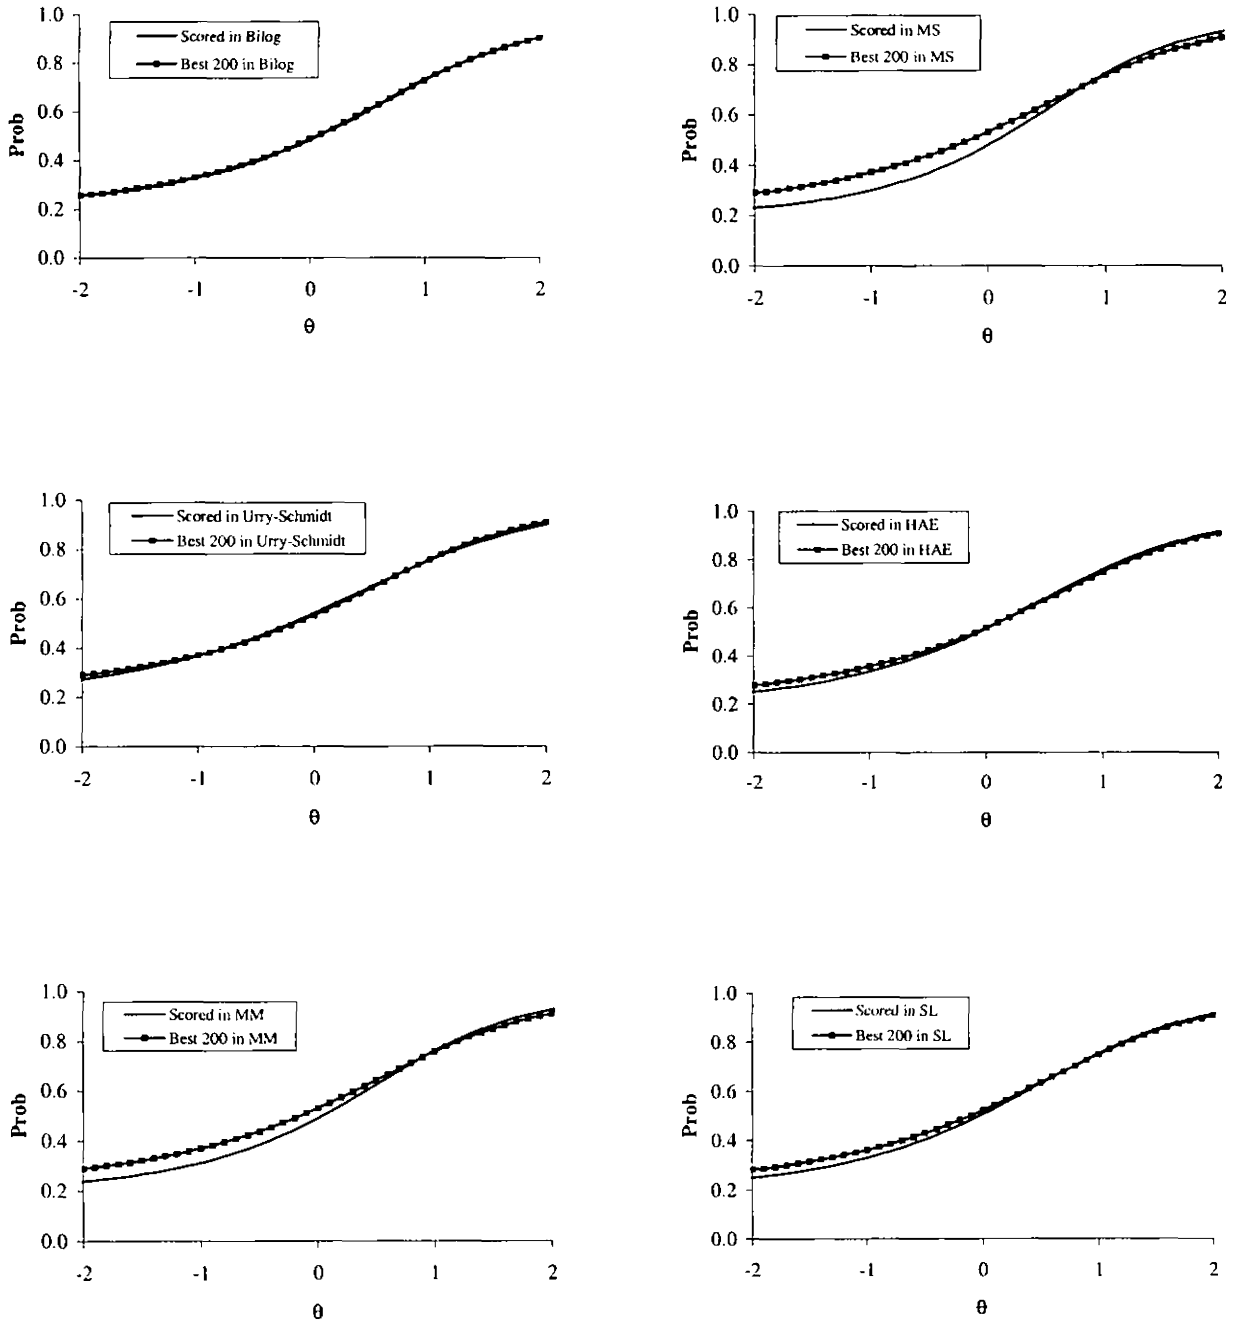 Scored in Bilog
Best 200 in Bilog
1.0
0.8
0.6
0.4
0.2
0.0
Prob
-2 -1 0 1 2
θ
Scored in MS
Best 200 in MS
1.0
0.8
0.6
0.4
0.2
0.0
Prob
-2 -1 0 1 2
θ
Scored in Urry-Schmidt
Best 200 in Urry-Schmidt
1.0
0.8
0.6
0.4
0.2
0.0
Prob
-2 -1 0 1 2
θ
Scored in HAE
Best 200 in HAE
1.0
0.8
0.6
0.4
0.2
0.0
Prob
-2 -1 0 1 2
θ
Scored in MM
Best 200 in MM
1.0
0.8
0.6
0.4
0.2
0.0
Prob
-2 -1 0 1 2
θ
Scored in SL
Best 200 in SL
1.0
0.8
0.6
0.4
0.2
0.0
Prob
-2 -1 0 1 2
θ